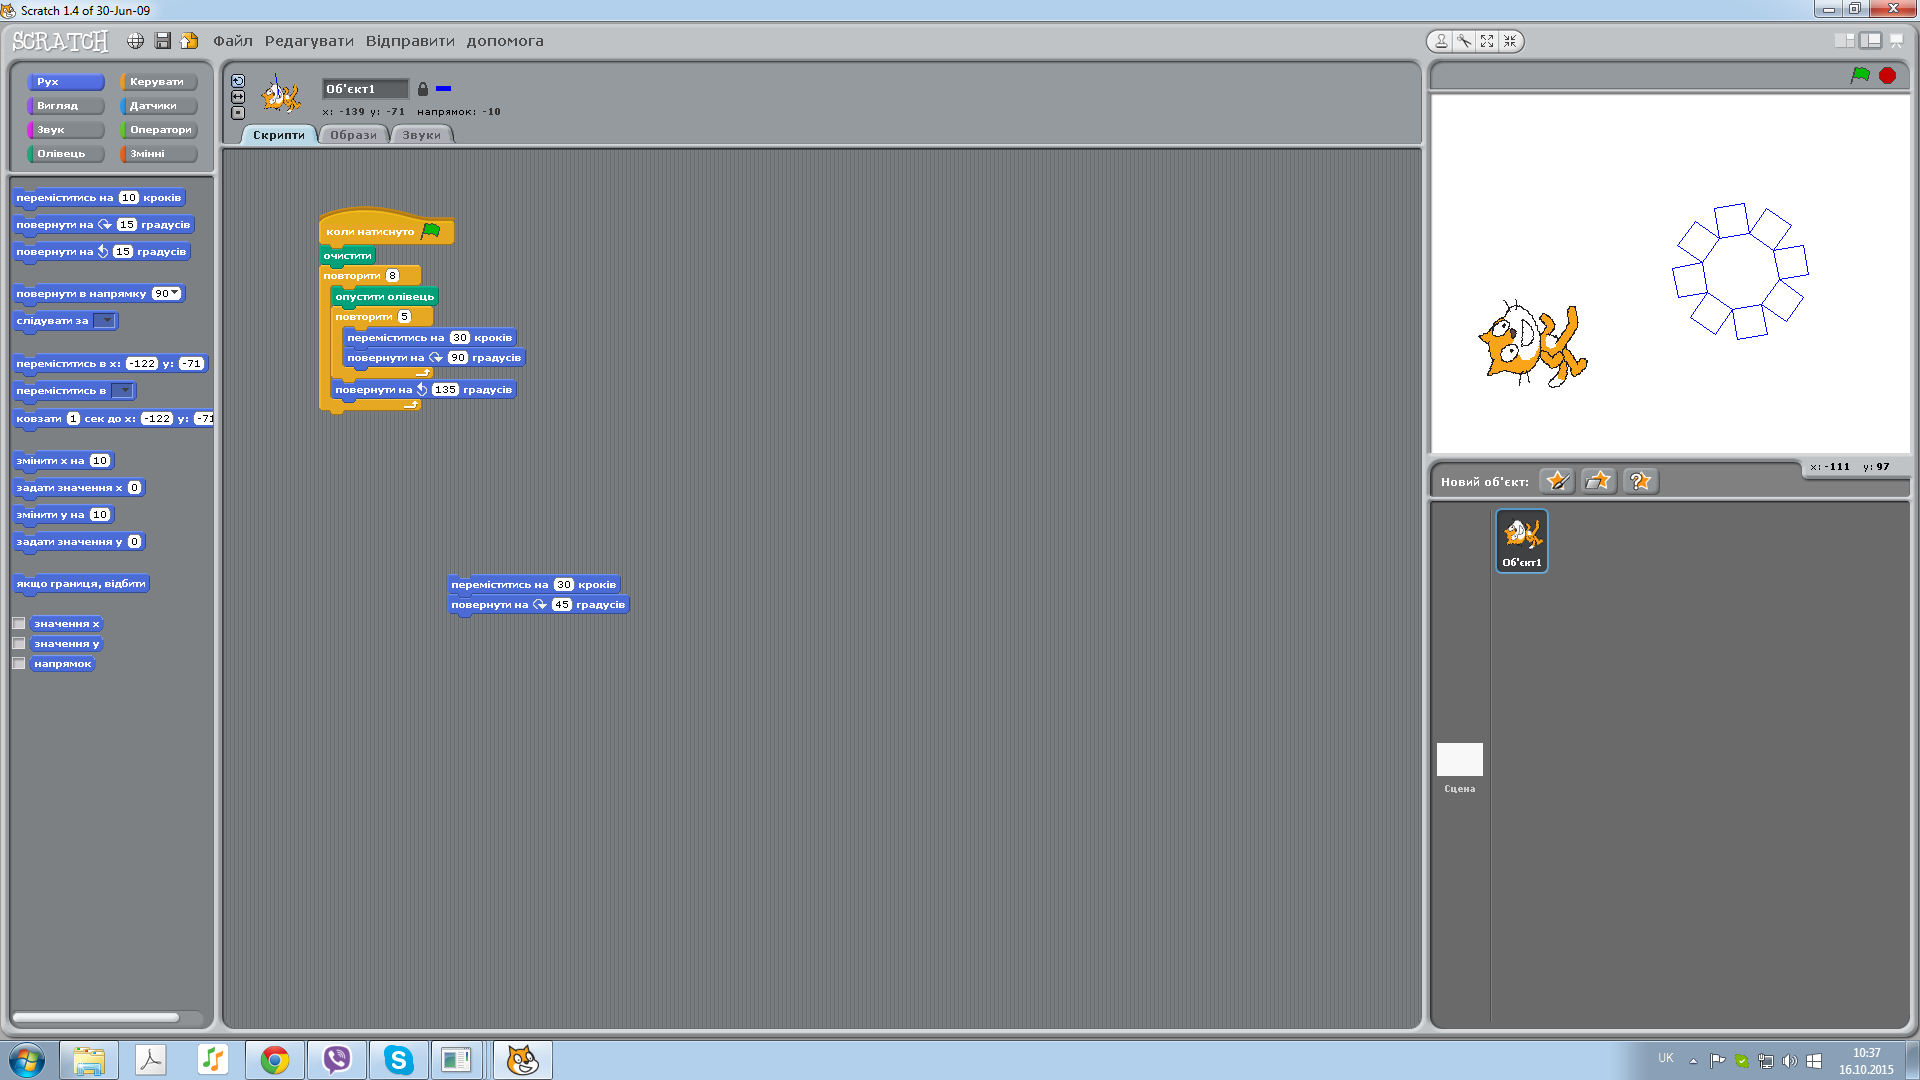 Scratch 1.4 of 30-Jun-09
SCRATCH Файл Редагувати Відправити допомога
Рух Керувати
Вигляд Датчики
Звук Оператори
Олівець Змінні
Об'єкт1
x: -139 y: -71 напрямок: -10
Скрипти Образи Звуки
переміститись на 10 кроків
повернути на 15 градусів
повернути на 15 градусів
повернути в напрямку 90
слідувати за
переміститись в x: -122 y: -71
переміститись в
ковзати 1 сек до x: -122 y: -71
змінити x на 10
задати значення x 0
змінити y на 10
задати значення y 0
якщо границя, відбити
значення x
значення y
напрямок
коли натиснуто
очистити
повторити 8
опустити олівець
повторити 5
переміститись на 30 кроків
повернути на 90 градусів
повернути на 135 градусів
переміститись на 30 кроків
повернути на 45 градусів
x: -111 y: 97
Новий об'єкт:
Об'єкт1
Сцена
UK
10:37
16.10.2015